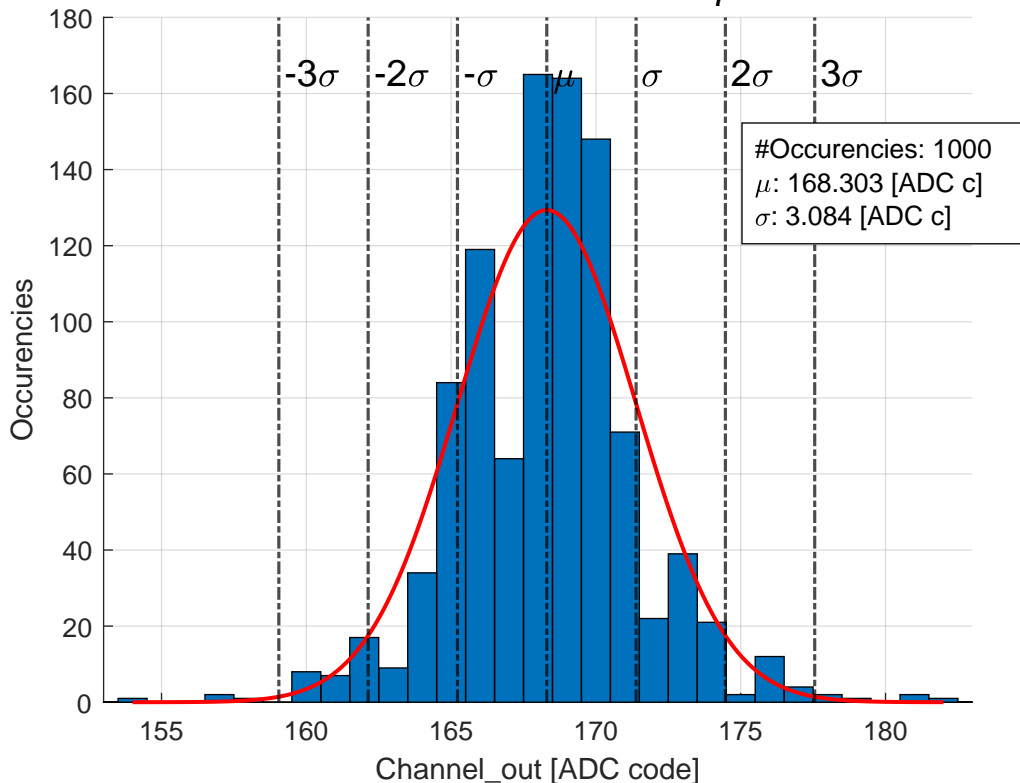 180
160
140
120
100
80
60
40
20
0
Occurencies
-3σ -2σ -σ μ σ 2σ 3σ
#Occurencies: 1000
μ: 168.303 [ADC c]
σ: 3.084 [ADC c]
155 160 165 170 175 180
Channel_out [ADC code]